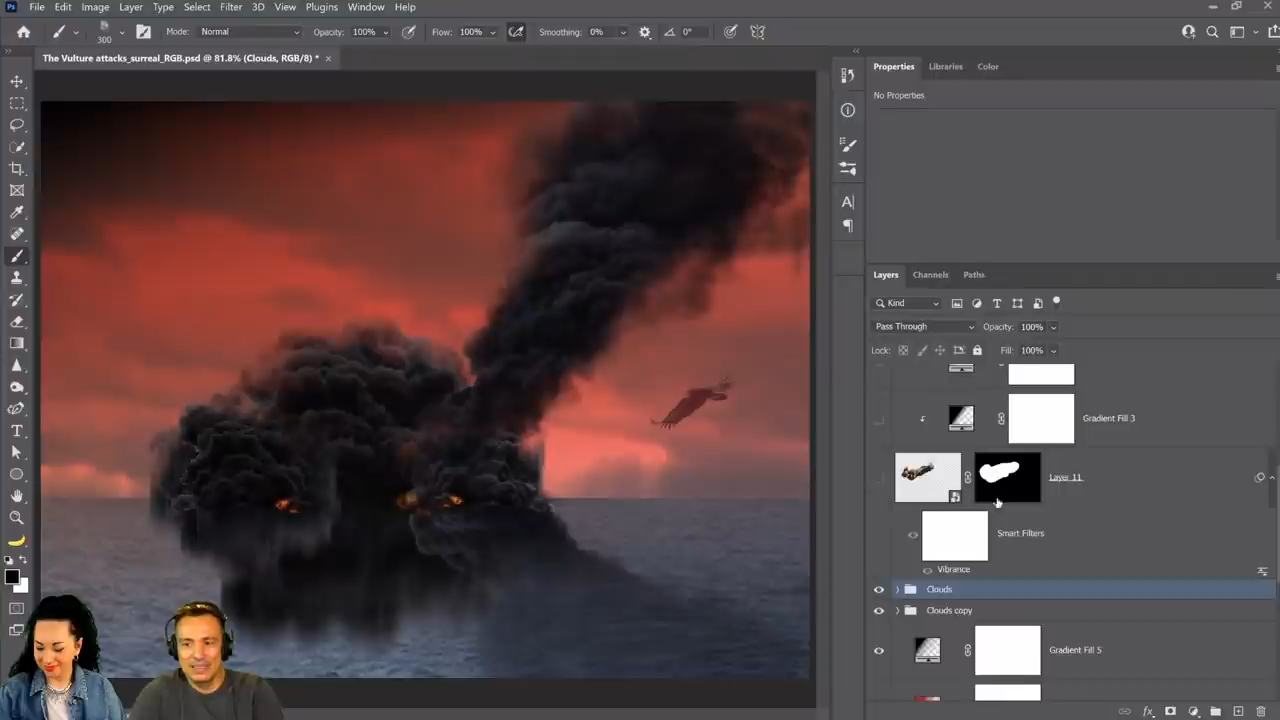 Ps File Edit Image Layer Type Select Filter 3D View Plugins Window Help
300 Mode: Normal Opacity: 100% Flow: 100% Smoothing: 0% 0°
The Vulture attacks_surreal_RGB.psd @ 81.8% (Clouds, RGB/8) *
Properties Libraries Color
No Properties
Layers Channels Paths
Kind
Pass Through Opacity: 100%
Lock: Fill: 100%
Gradient Fill 3
Layer 11
Smart Filters
Vibrance
Clouds
Clouds copy
Gradient Fill 5